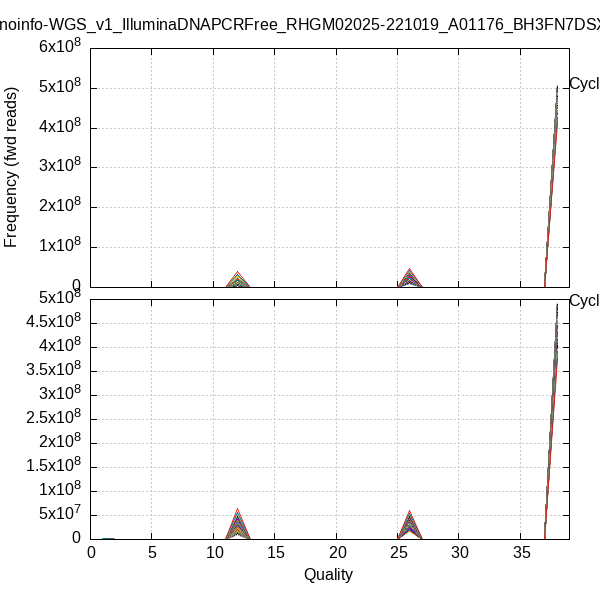 noinfo-WGS_v1_IlluminaDNAPCRFree_RHGM02025-221019_A01176_BH3FN7DSX
6x10^8
5x10^8
4x10^8
3x10^8
2x10^8
1x10^8
0
Frequency (fwd reads)
Cycl
5x10^8
4.5x10^8
4x10^8
3.5x10^8
3x10^8
2.5x10^8
2x10^8
1.5x10^8
1x10^8
5x10^7
0
Cycl
0 5 10 15 20 25 30 35
Quality